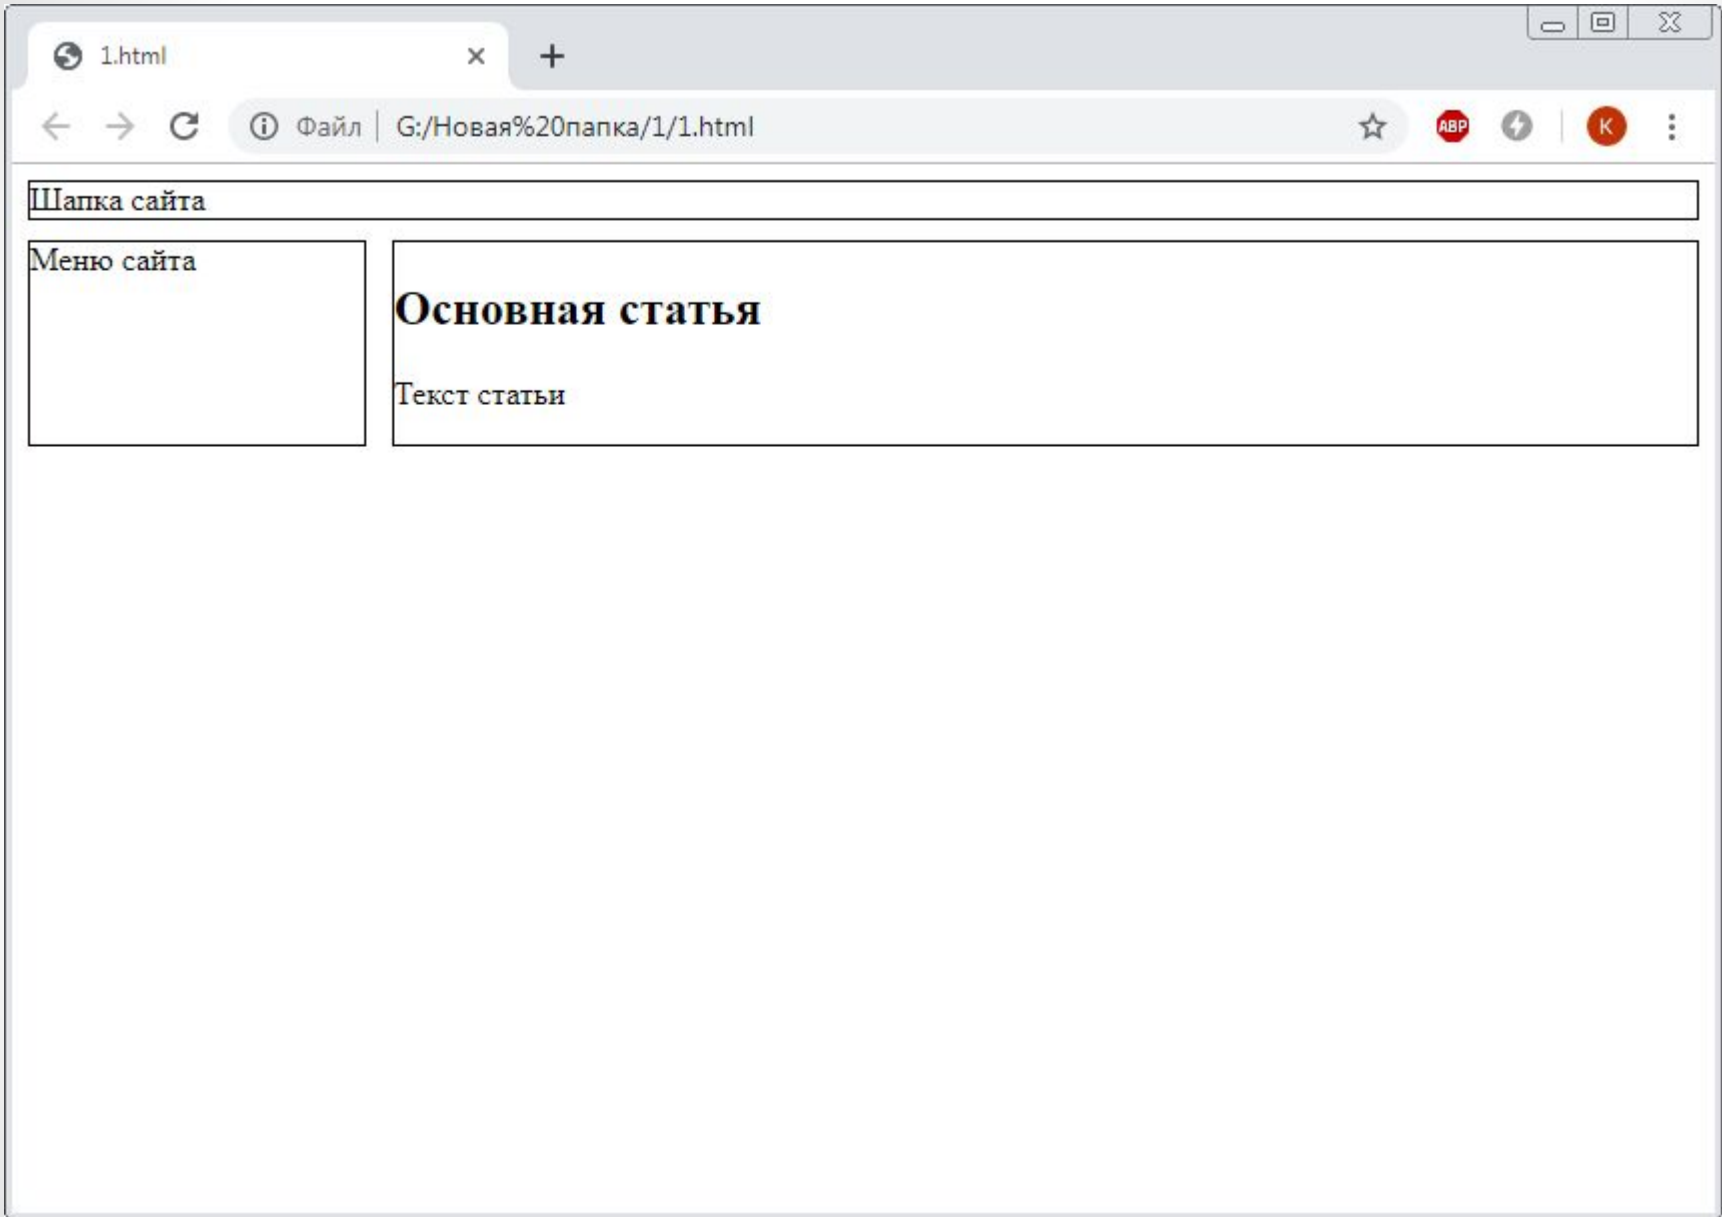 1.html
Файл G:/Новая%20папка/1/1.html
ABP
K
Шапка сайта
Меню сайта
Основная статья
Текст статьи